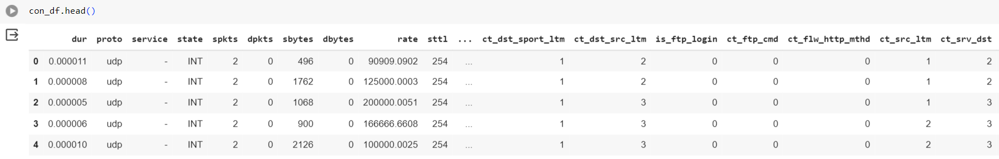 con_df.head()
dur proto service state spkts dpkts sbytes dbytes rate sttl ... ct_dst_sport_ltm ct_dst_src_ltm is_ftp_login ct_ftp_cmd ct_flw_http_mthd ct_src_ltm ct_srv_dst
0 0.000011 udp - INT 2 0 496 0 90909.0902 254 ... 1 2 0 0 0 1 2
1 0.000008 udp - INT 2 0 1762 0 125000.0003 254 ... 1 2 0 0 0 1 2
2 0.000005 udp - INT 2 0 1068 0 200000.0051 254 ... 1 3 0 0 0 1 3
3 0.000006 udp - INT 2 0 900 0 166666.6608 254 ... 1 3 0 0 0 2 3
4 0.000010 udp - INT 2 0 2126 0 100000.0025 254 ... 1 3 0 0 0 2 3